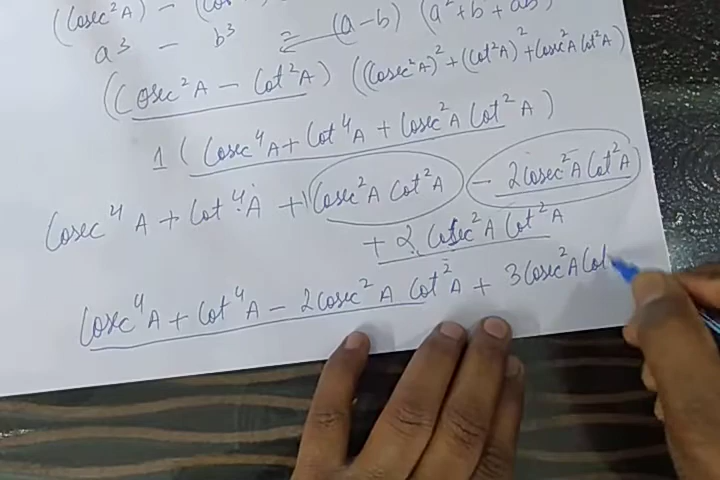 (Cosec²A) –
a³ – b³ = (a–b) (a²+b²+ab)
(Cosec²A – Cot²A) ((Cosec²A)²+(Cot²A)²+Cosec²A Cot²A)
1 (Cosec⁴A + Cot⁴A + Cosec²A Cot²A)
Cosec⁴A + Cot⁴A + 1 Cosec²A Cot²A – 2Cosec²A Cot²A
+ 2 Cosec²A Cot²A
Cosec⁴A + Cot⁴A – 2Cosec²A Cot²A + 3Cosec²A Cot